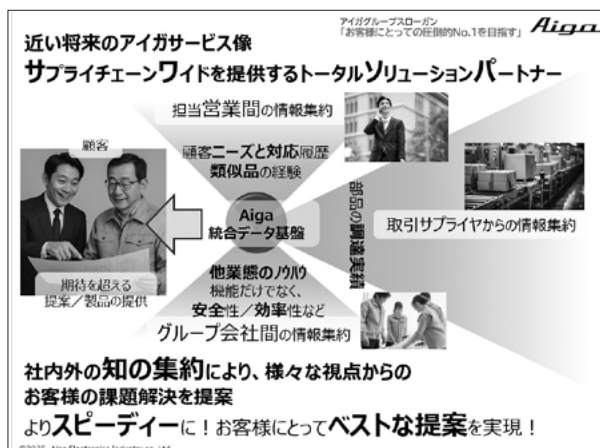 アイガグループスローガン
「お客様にとっての圧倒的No.1を目指す」
Aiga
近い将来のアイガサービス像
サプライチェーンワイドを提供するトータルソリューションパートナー
担当営業間の情報集約
顧客
顧客ニーズと対応履歴
類似品の経験
Aiga
統合データ基盤
部品の調達実績
取引サプライヤからの情報集約
期待を超える
提案/製品の提供
他業態のノウハウ
機能だけでなく、
安全性/効率性など
グループ会社間の情報集約
社内外の知の集約により、様々な視点からの
お客様の課題解決を提案
よりスピーディーに!お客様にとってベストな提案を実現!